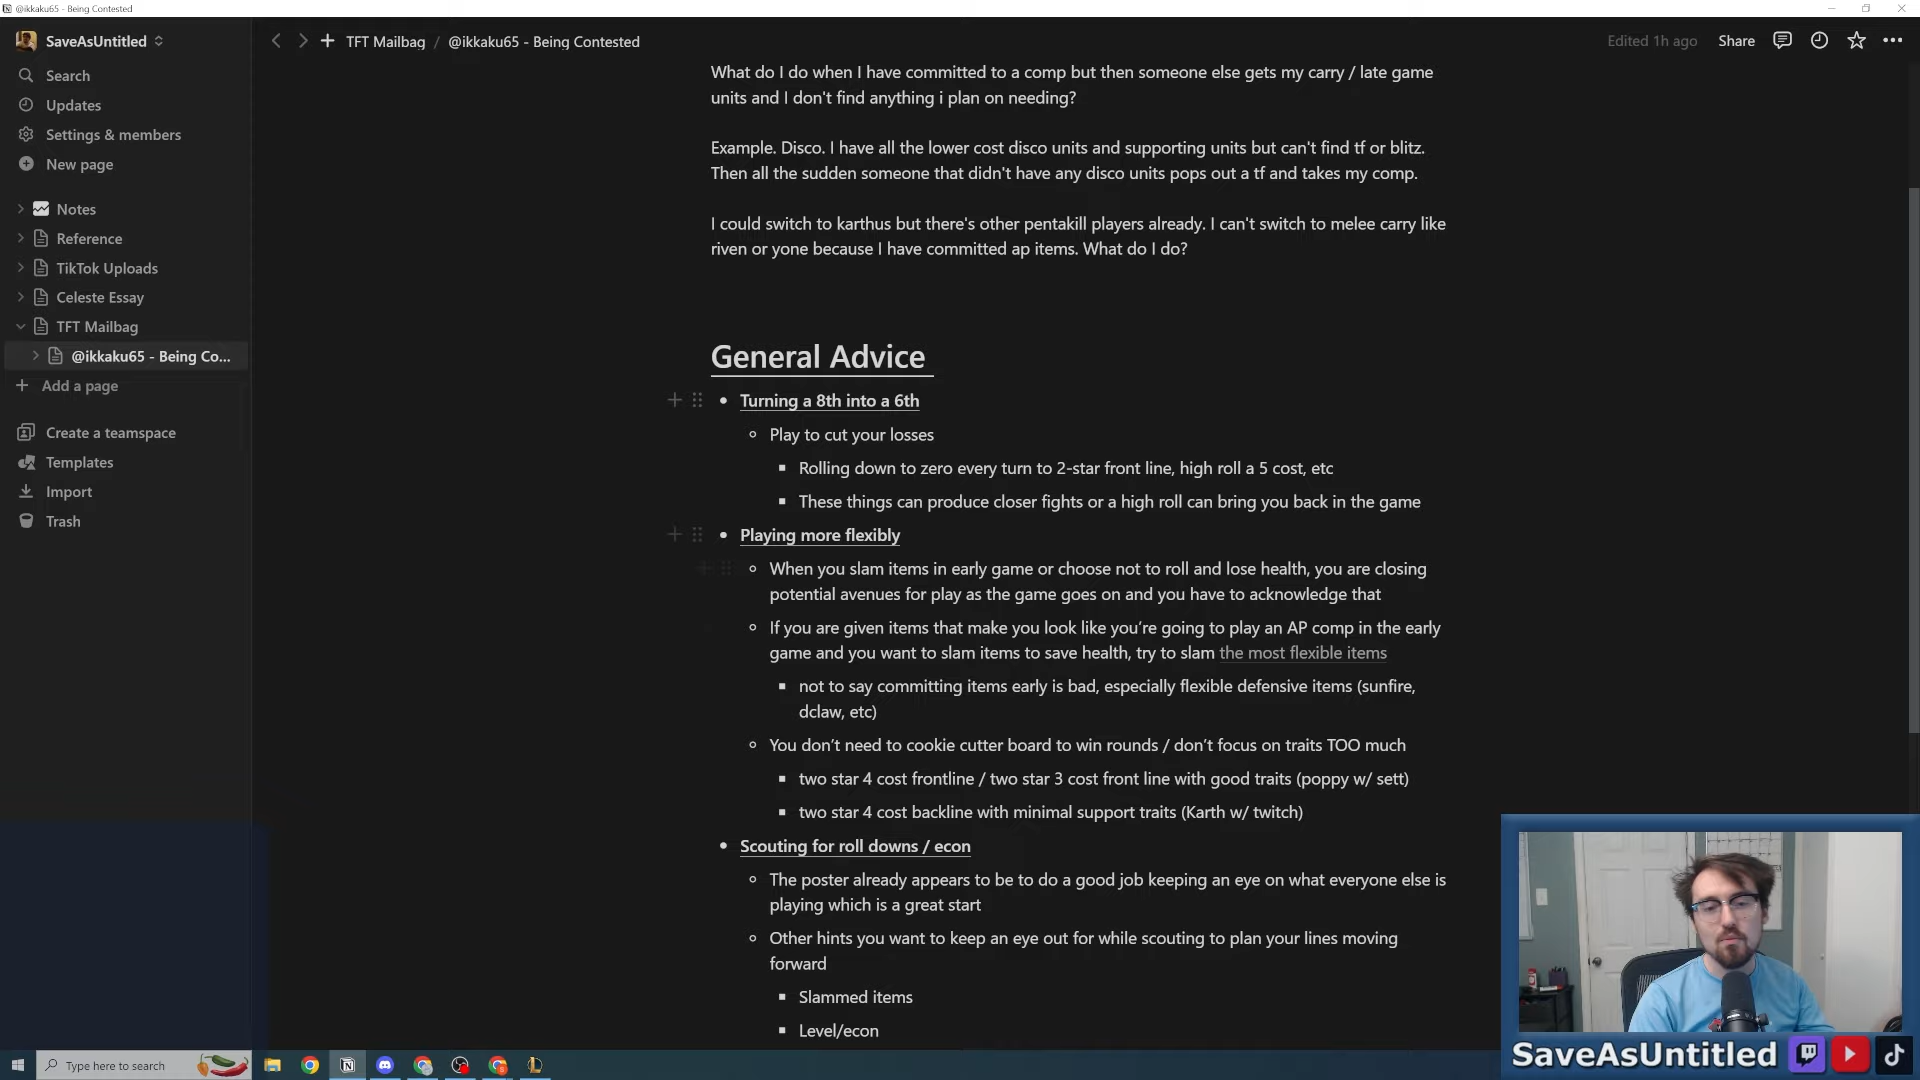 @ikkaku65 - Being Contested
SaveAsUntitled
TFT Mailbag / @ikkaku65 - Being Contested
Edited 1h ago
Share
Search
Updates
Settings & members
New page
Notes
Reference
TikTok Uploads
Celeste Essay
TFT Mailbag
@ikkaku65 - Being Co...
Add a page
Create a teamspace
Templates
Import
Trash
What do I do when I have committed to a comp but then someone else gets my carry / late game
units and I don't find anything i plan on needing?
Example. Disco. I have all the lower cost disco units and supporting units but can't find tf or blitz.
Then all the sudden someone that didn't have any disco units pops out a tf and takes my comp.
I could switch to karthus but there's other pentakill players already. I can't switch to melee carry like
riven or yone because I have committed ap items. What do I do?
General Advice
Turning a 8th into a 6th
Play to cut your losses
Rolling down to zero every turn to 2-star front line, high roll a 5 cost, etc
These things can produce closer fights or a high roll can bring you back in the game
Playing more flexibly
When you slam items in early game or choose not to roll and lose health, you are closing
potential avenues for play as the game goes on and you have to acknowledge that
If you are given items that make you look like you’re going to play an AP comp in the early
game and you want to slam items to save health, try to slam the most flexible items
not to say committing items early is bad, especially flexible defensive items (sunfire,
dclaw, etc)
You don’t need to cookie cutter board to win rounds / don’t focus on traits TOO much
two star 4 cost frontline / two star 3 cost front line with good traits (poppy w/ sett)
two star 4 cost backline with minimal support traits (Karth w/ twitch)
Scouting for roll downs / econ
The poster already appears to be to do a good job keeping an eye on what everyone else is
playing which is a great start
Other hints you want to keep an eye out for while scouting to plan your lines moving
forward
Slammed items
Level/econ
Type here to search
SaveAsUntitled